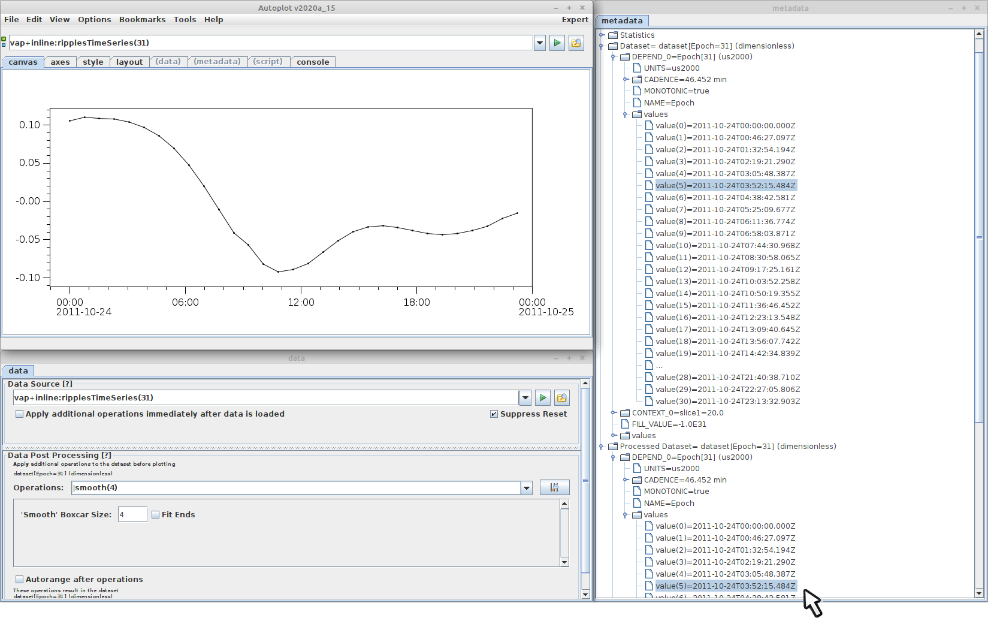 Autoplot v2020a_15
File Edit View Options Bookmarks Tools Help Expert
vap+inline:ripplesTimeSeries(31)
canvas axes style layout (data) (metadata) (script) console
0.10
0.05
-0.00
-0.05
-0.10
00:00 06:00 12:00 18:00 00:00
2011-10-24 2011-10-25
data
data
Data Source [?]
vap+inline:ripplesTimeSeries(31)
Apply additional operations immediately after data is loaded Suppress Reset
Data Post Processing [?]
Apply additional operations to the dataset before plotting
dataset[Epoch=31] (dimensionless)
Operations: |smooth(4)
'Smooth' Boxcar Size: 4 Fit Ends
Autorange after operations
These operations result in the dataset
dataset[Epoch=31] (dimensionless)
metadata
metadata
Statistics
Dataset= dataset[Epoch=31] (dimensionless)
DEPEND_0=Epoch[31] (us2000)
UNITS=us2000
CADENCE=46.452 min
MONOTONIC=true
NAME=Epoch
values
value(0)=2011-10-24T00:00:00.000Z
value(1)=2011-10-24T00:46:27.097Z
value(2)=2011-10-24T01:32:54.194Z
value(3)=2011-10-24T02:19:21.290Z
value(4)=2011-10-24T03:05:48.387Z
value(5)=2011-10-24T03:52:15.484Z
value(6)=2011-10-24T04:38:42.581Z
value(7)=2011-10-24T05:25:09.677Z
value(8)=2011-10-24T06:11:36.774Z
value(9)=2011-10-24T06:58:03.871Z
value(10)=2011-10-24T07:44:30.968Z
value(11)=2011-10-24T08:30:58.065Z
value(12)=2011-10-24T09:17:25.161Z
value(13)=2011-10-24T10:03:52.258Z
value(14)=2011-10-24T10:50:19.355Z
value(15)=2011-10-24T11:36:46.452Z
value(16)=2011-10-24T12:23:13.548Z
value(17)=2011-10-24T13:09:40.645Z
value(18)=2011-10-24T13:56:07.742Z
value(19)=2011-10-24T14:42:34.839Z
...
value(28)=2011-10-24T21:40:38.710Z
value(29)=2011-10-24T22:27:05.806Z
value(30)=2011-10-24T23:13:32.903Z
CONTEXT_0=slice1=20.0
FILL_VALUE=-1.0E31
values
Processed Dataset= dataset[Epoch=31] (dimensionless)
DEPEND_0=Epoch[31] (us2000)
UNITS=us2000
CADENCE=46.452 min
MONOTONIC=true
NAME=Epoch
values
value(0)=2011-10-24T00:00:00.000Z
value(1)=2011-10-24T00:46:27.097Z
value(2)=2011-10-24T01:32:54.194Z
value(3)=2011-10-24T02:19:21.290Z
value(4)=2011-10-24T03:05:48.387Z
value(5)=2011-10-24T03:52:15.484Z